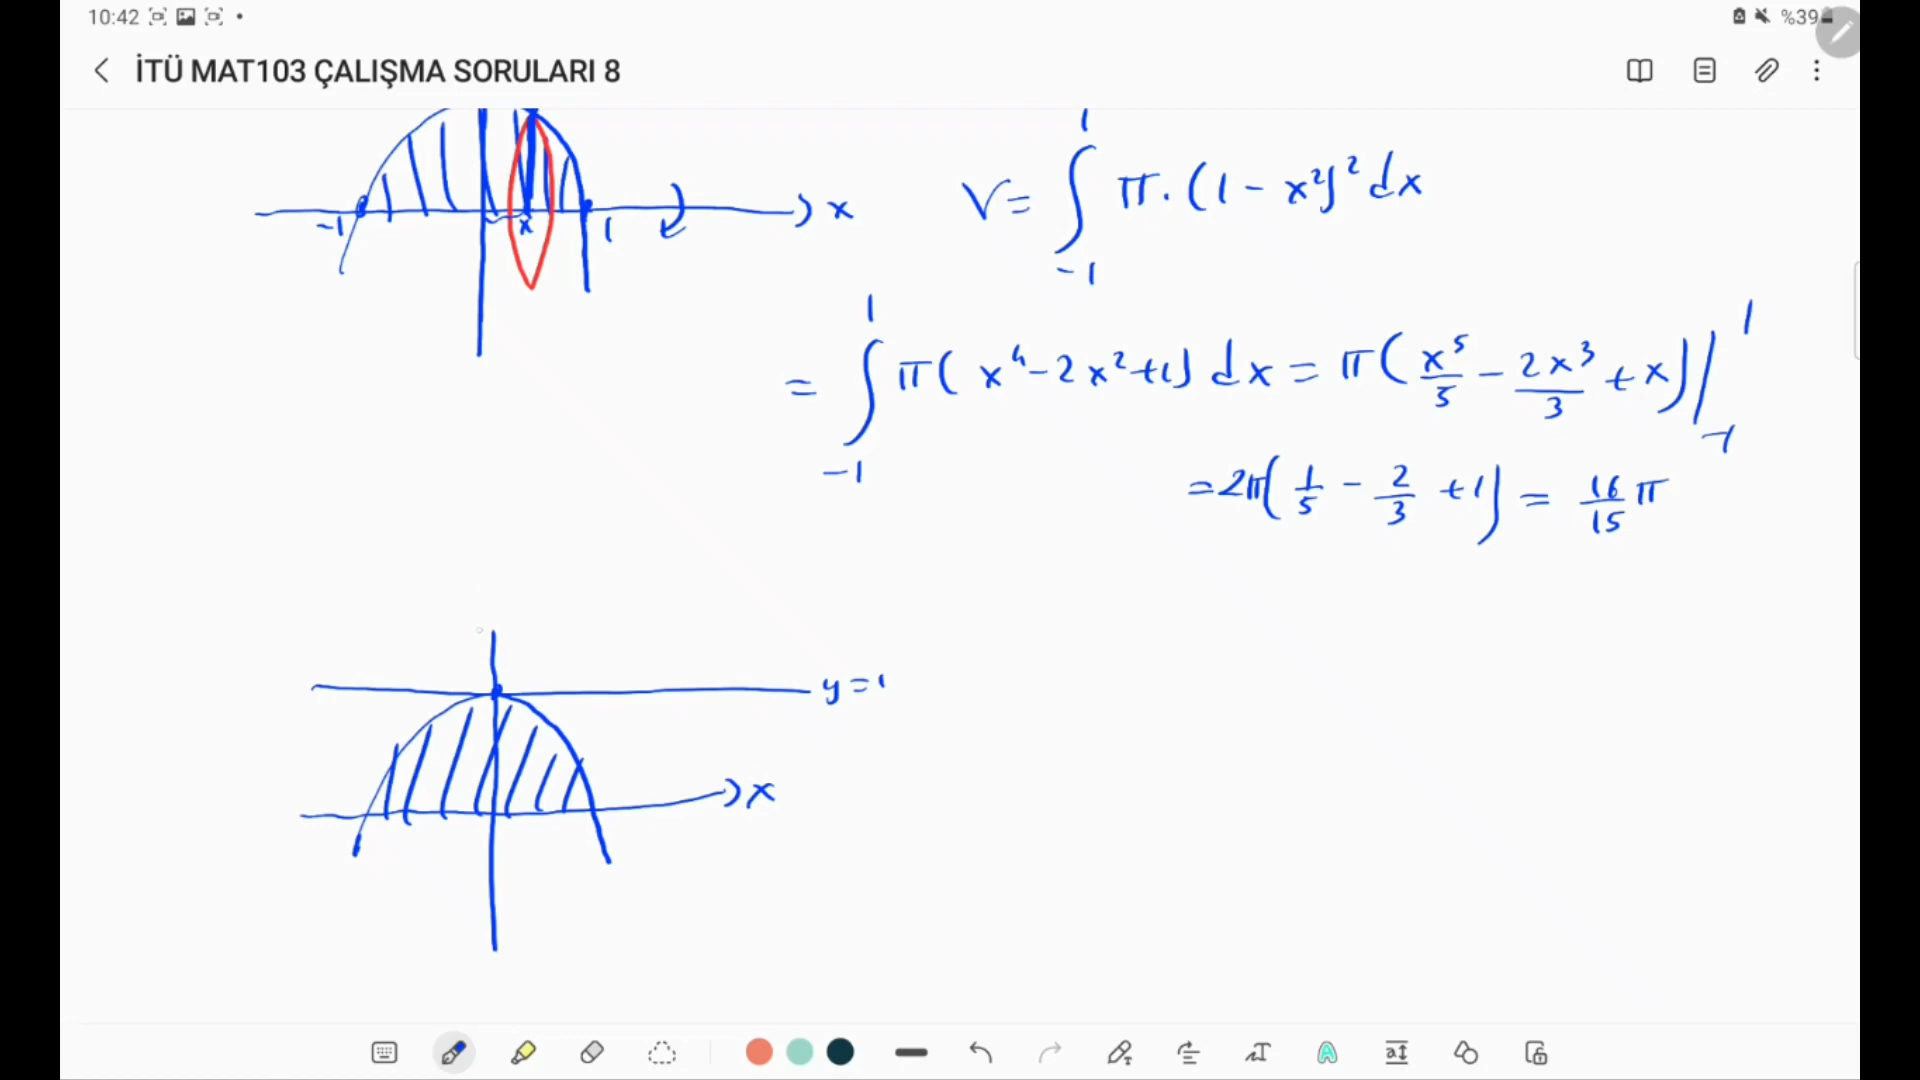 10:42
%39
İTÜ MAT103 ÇALIŞMA SORULARI 8
-1 x 1 x
V = ∫_{-1}^{1} π·(1 - x²)² dx
= ∫_{-1}^{1} π(x⁴ - 2x² + 1) dx = π(x⁵/5 - 2x³/3 + x)|_{-1}^{1}
= 2π(1/5 - 2/3 + 1) = 16/15 π
y = 1
x